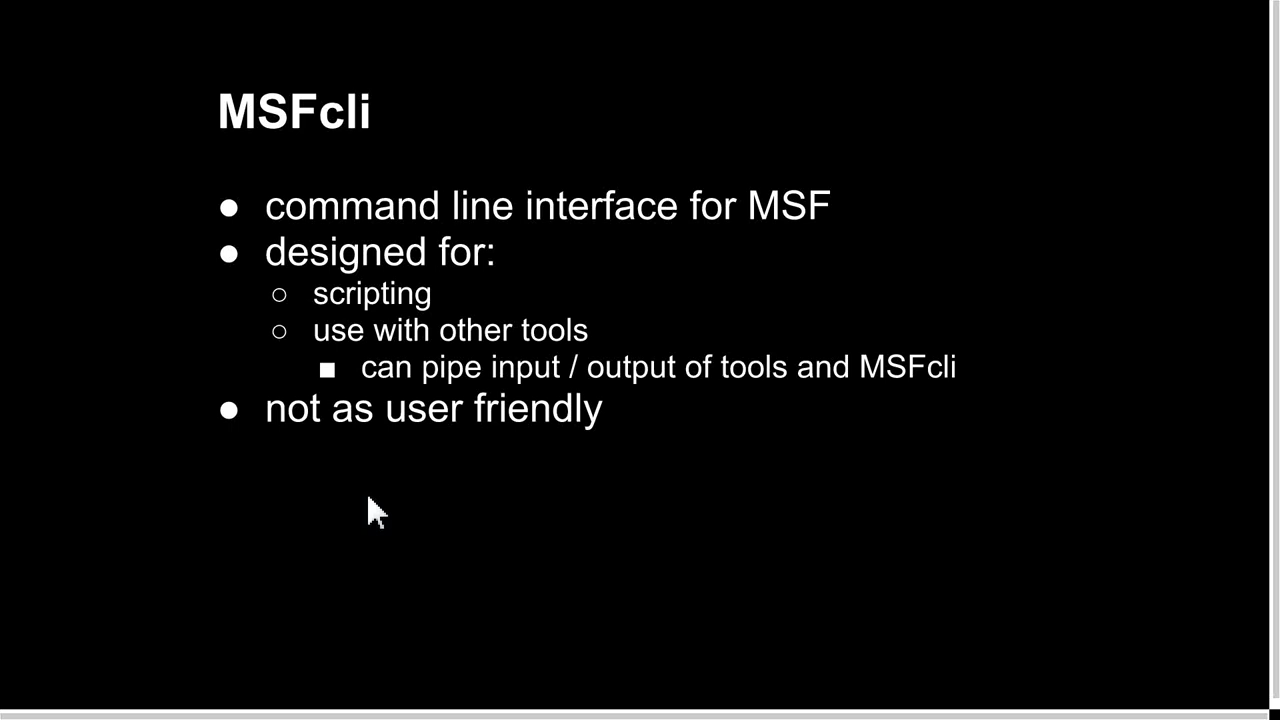 MSFcli
● command line interface for MSF
● designed for:
○ scripting
○ use with other tools
■ can pipe input / output of tools and MSFcli
● not as user friendly